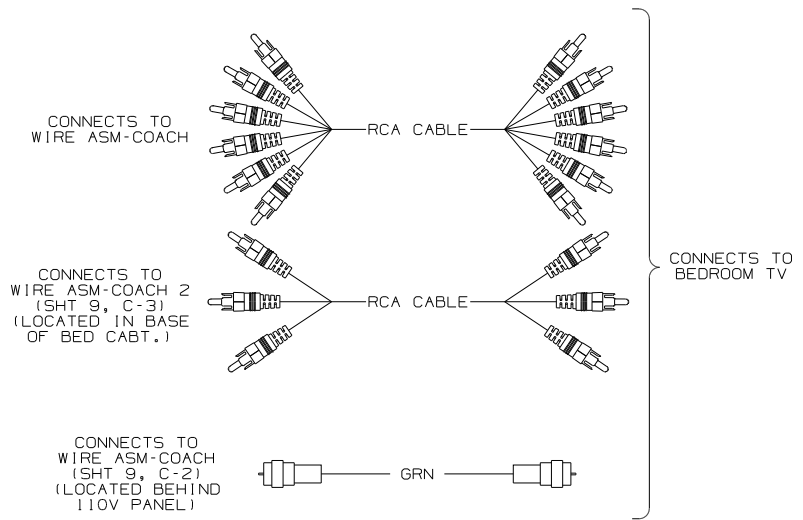 CONNECTS TO
WIRE ASM-COACH
RCA CABLE
CONNECTS TO
WIRE ASM-COACH 2
(SHT 9, C-3)
(LOCATED IN BASE
OF BED CABT.)
RCA CABLE
CONNECTS TO
BEDROOM TV
CONNECTS TO
WIRE ASM-COACH
(SHT 9, C-2)
(LOCATED BEHIND
110V PANEL)
GRN